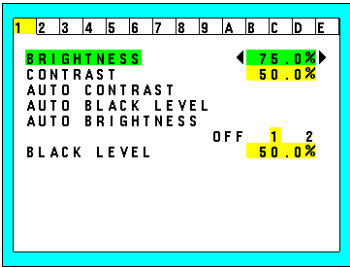 1 2 3 4 5 6 7 8 9 A B C D E
BRIGHTNESS 75.0%
CONTRAST 50.0%
AUTO CONTRAST
AUTO BLACK LEVEL
AUTO BRIGHTNESS
OFF 1 2
BLACK LEVEL 50.0%